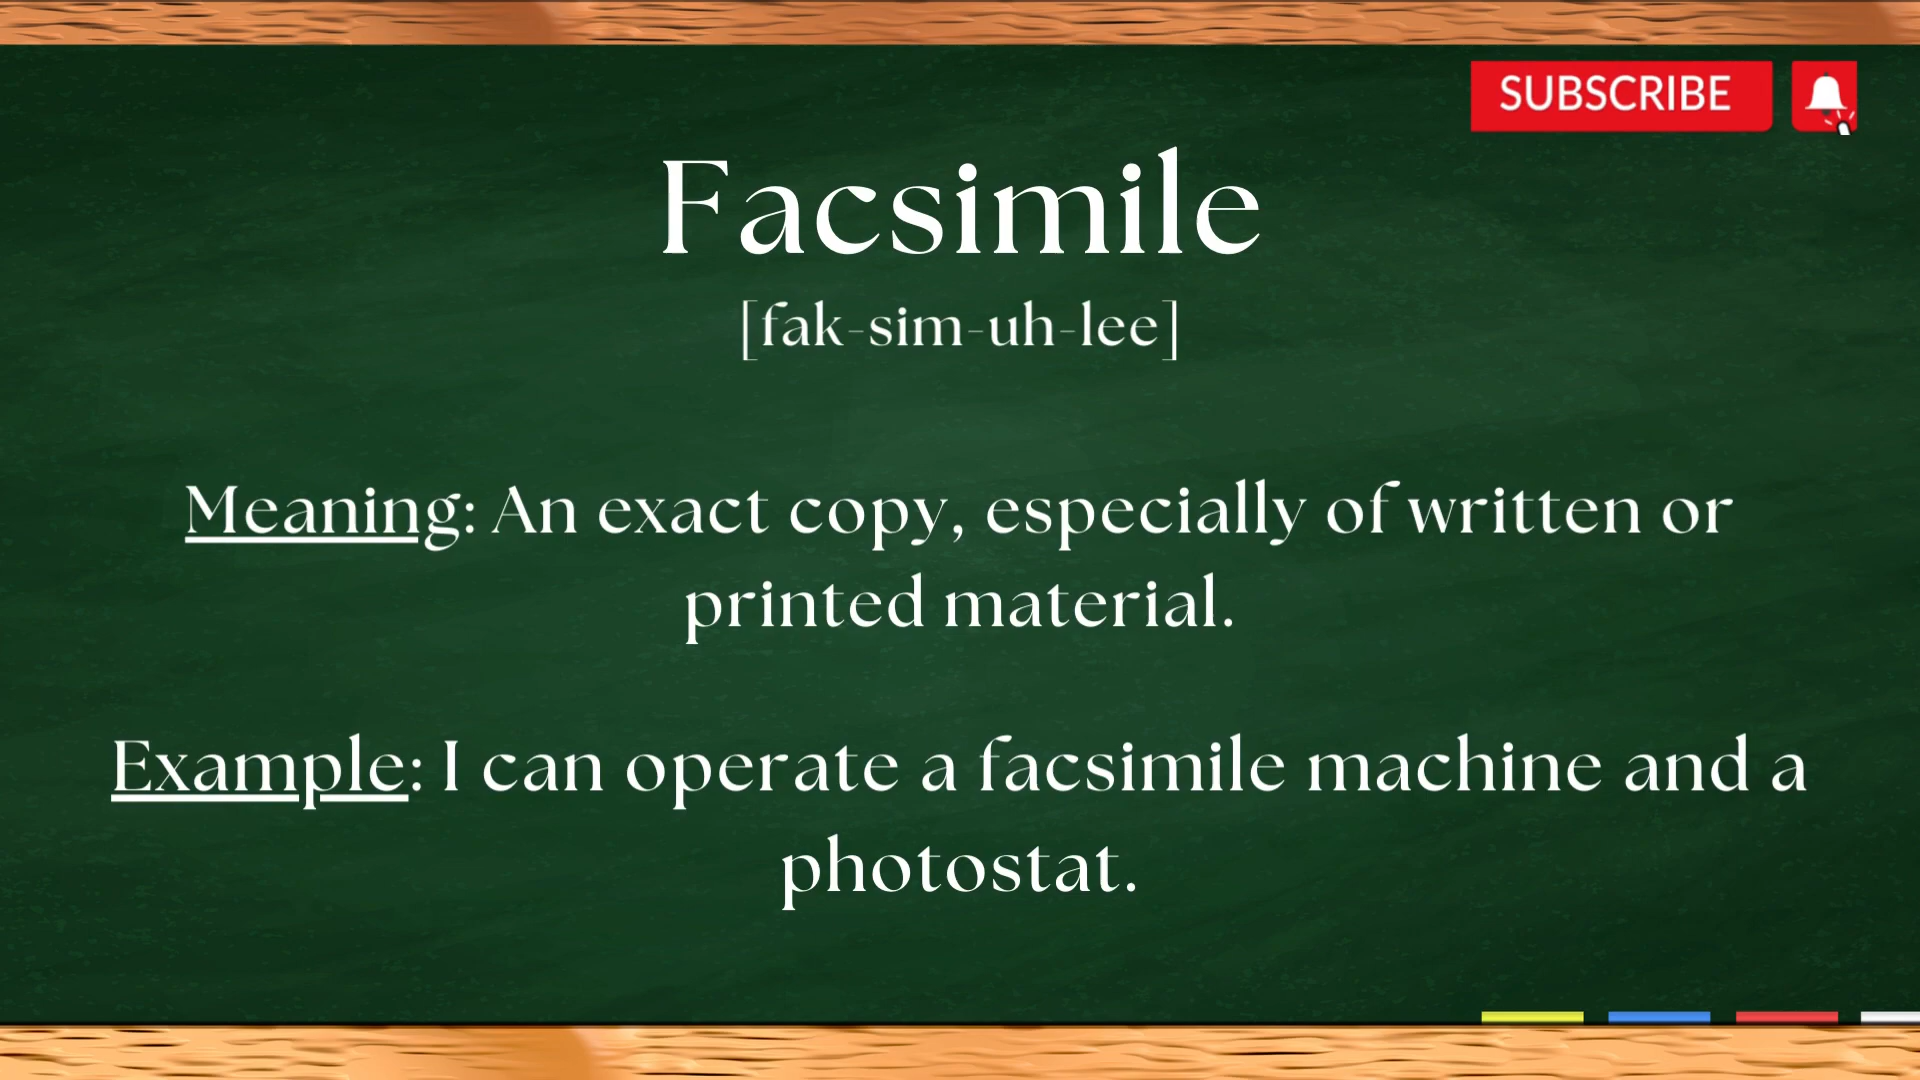 SUBSCRIBE
Facsimile
[fak-sim-uh-lee]
Meaning: An exact copy, especially of written or
printed material.
Example: I can operate a facsimile machine and a
photostat.